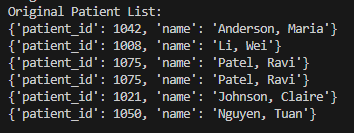 Original Patient List:
{'patient_id': 1042, 'name': 'Anderson, Maria'}
{'patient_id': 1008, 'name': 'Li, Wei'}
{'patient_id': 1075, 'name': 'Patel, Ravi'}
{'patient_id': 1075, 'name': 'Patel, Ravi'}
{'patient_id': 1021, 'name': 'Johnson, Claire'}
{'patient_id': 1050, 'name': 'Nguyen, Tuan'}